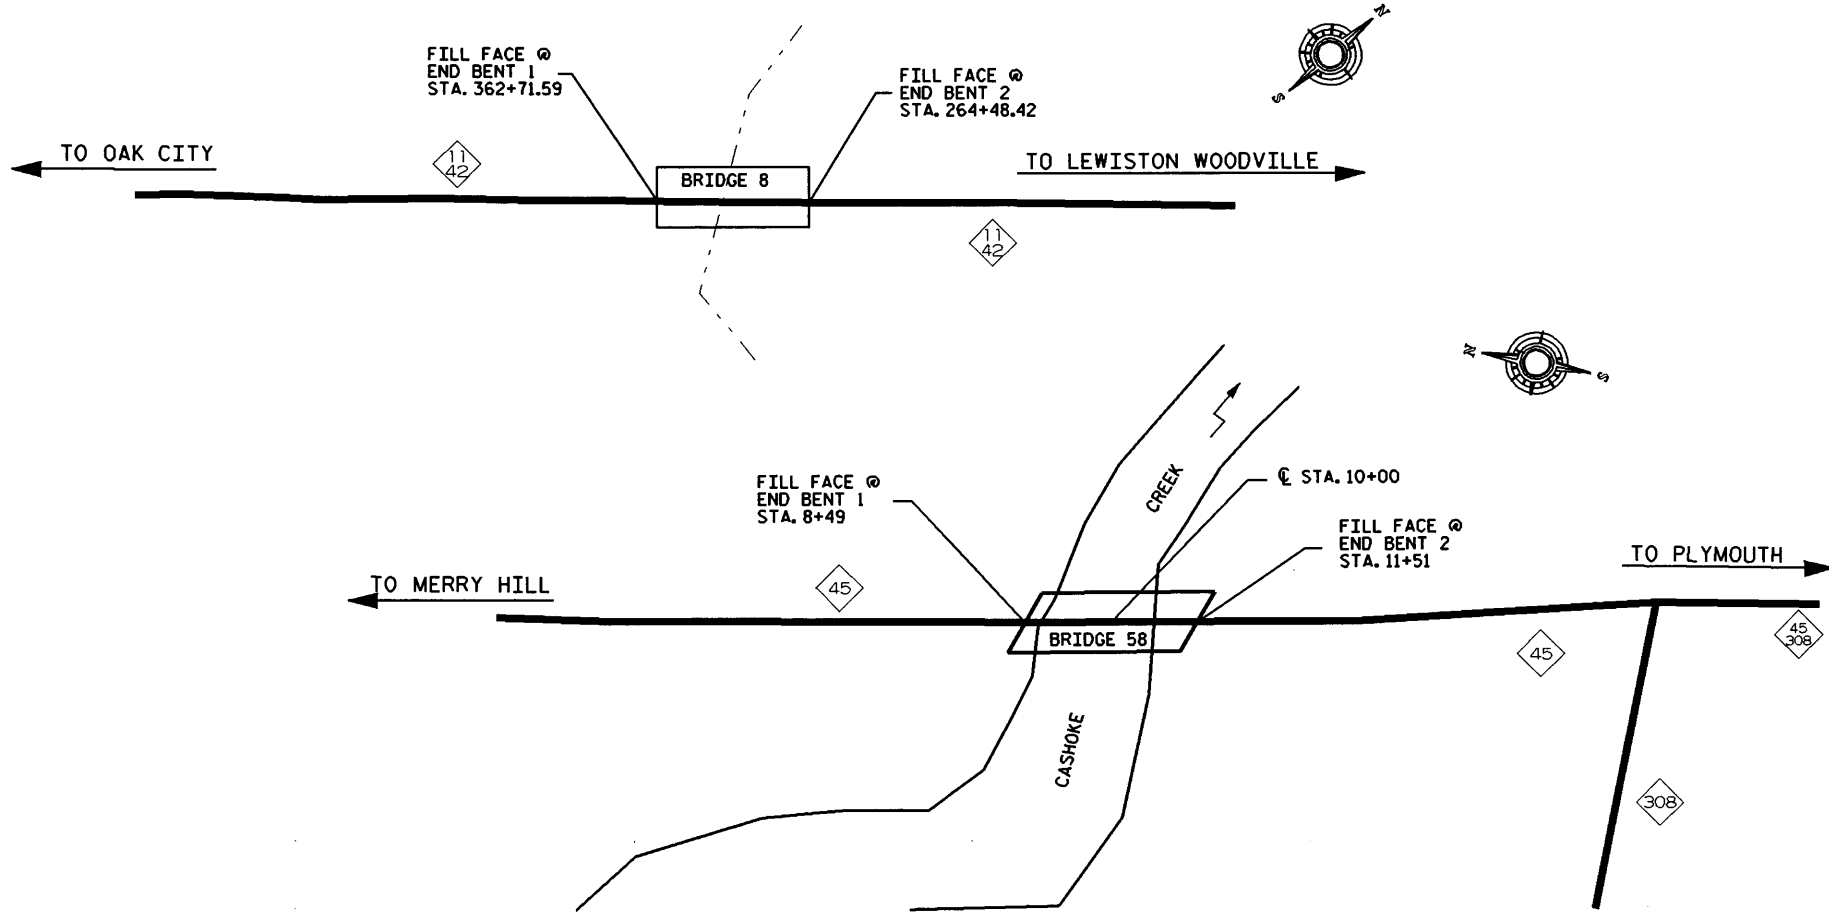 FILL FACE @
END BENT 1
STA. 362+71.59
FILL FACE @
END BENT 2
STA. 264+48.42
N
S
TO OAK CITY
11
42
BRIDGE 8
TO LEWISTON WOODVILLE
11
42
N
S
FILL FACE @
END BENT 1
STA. 8+49
CREEK
℄ STA. 10+00
FILL FACE @
END BENT 2
STA. 11+51
TO PLYMOUTH
TO MERRY HILL
45
BRIDGE 58
45
45
308
CASHOKE
308